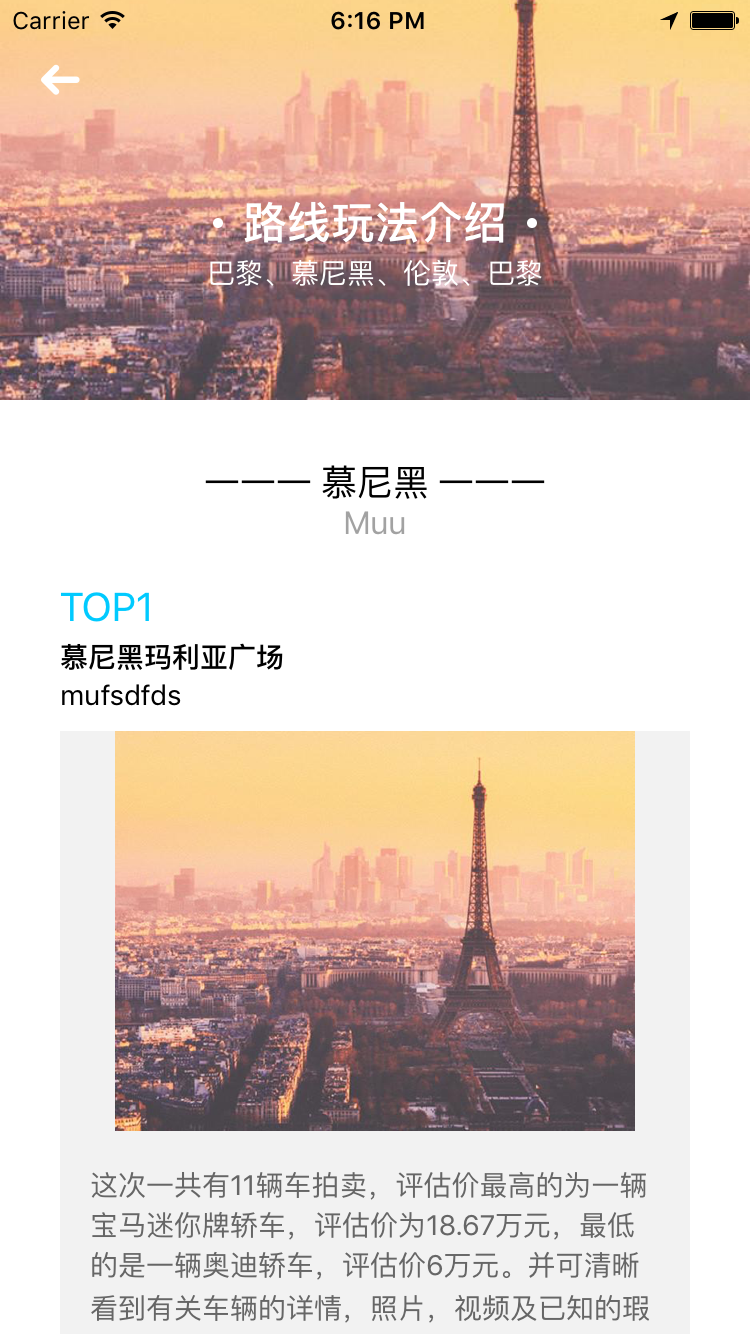 Carrier 6:16 PM
· 路线玩法介绍 ·
巴黎、慕尼黑、伦敦、巴黎
——— 慕尼黑 ———
Muu
TOP1
慕尼黑玛利亚广场
mufsdfds
这次一共有11辆车拍卖，评估价最高的为一辆
宝马迷你牌轿车，评估价为18.67万元，最低
的是一辆奥迪轿车，评估价6万元。并可清晰
看到有关车辆的详情，照片，视频及已知的瑕